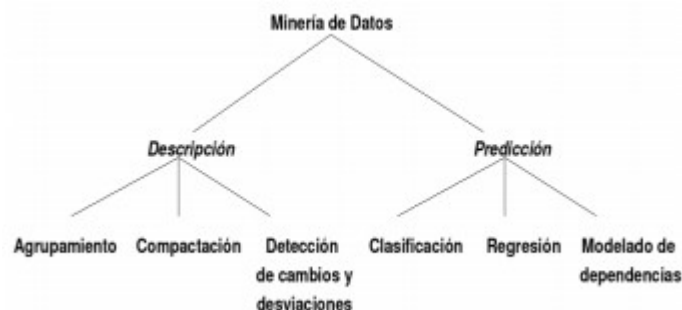 Minería de Datos
Descripción
Predicción
Agrupamiento
Compactación
Detección
de cambios y
desviaciones
Clasificación
Regresión
Modelado de
dependencias